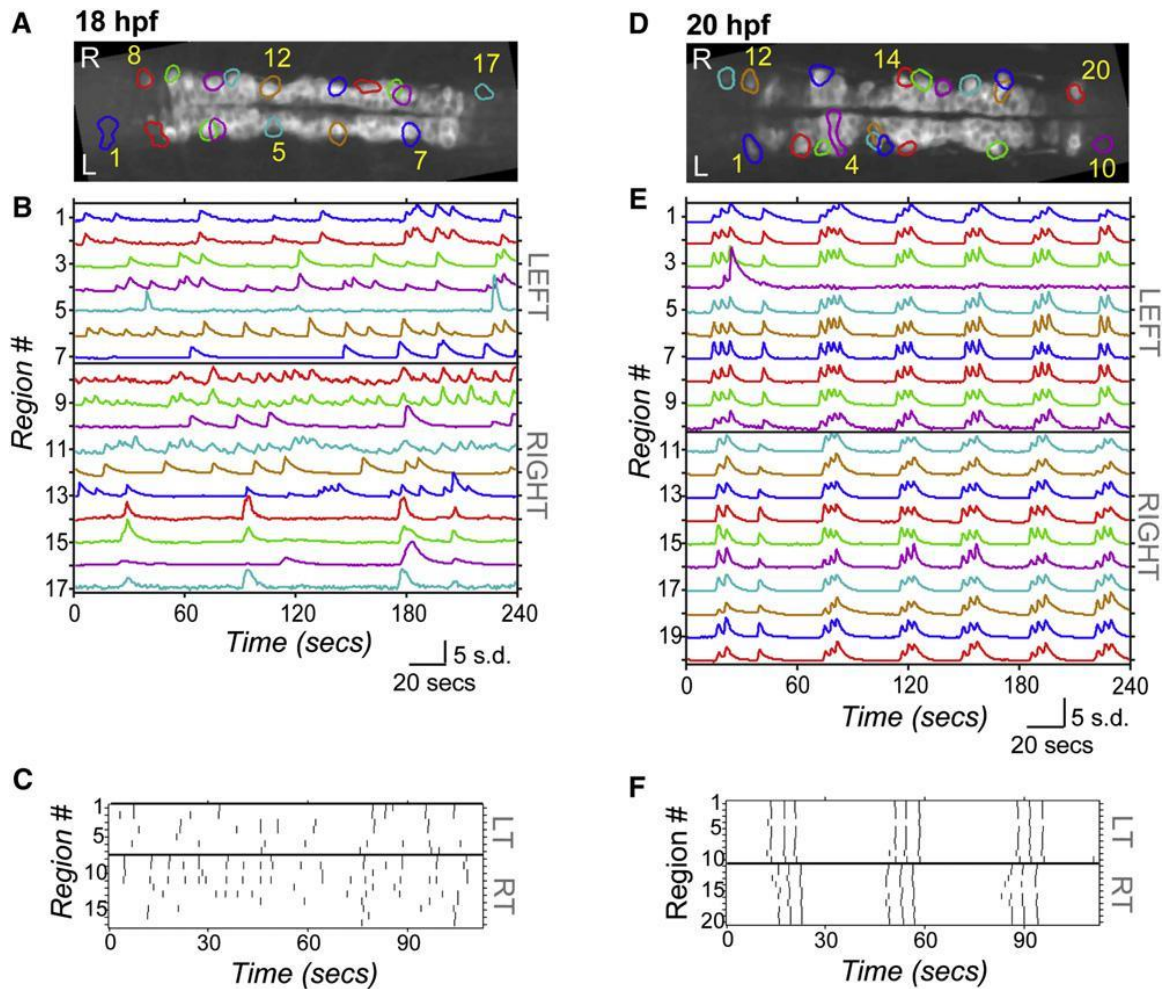 A 18 hpf
R
8
12
17
1
5
7
L
B
1
3
5
7
9
11
13
15
17
Region #
LEFT
RIGHT
0 60 120 180 240
Time (secs)
5 s.d.
20 secs
C
1
5
10
15
Region #
LT
RT
0 30 60 90
Time (secs)
D 20 hpf
R
12
14
20
1
4
10
L
E
1
3
5
7
9
11
13
15
17
19
Region #
LEFT
RIGHT
0 60 120 180 240
Time (secs)
5 s.d.
20 secs
F
1
5
10
15
20
Region #
LT
RT
0 30 60 90
Time (secs)